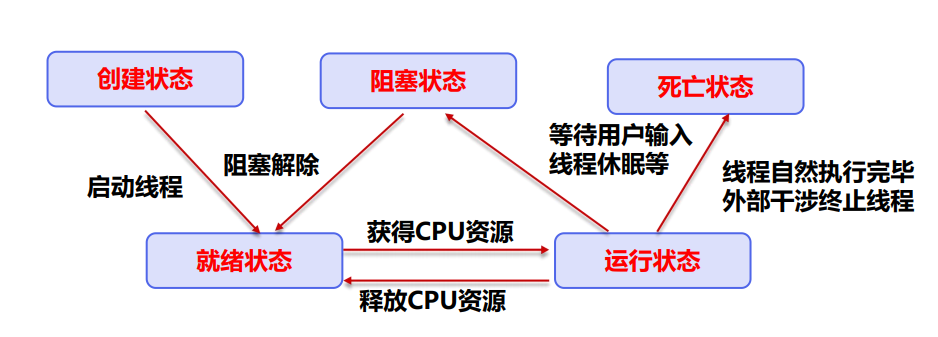 创建状态
阻塞状态
死亡状态
等待用户输入
线程休眠等
线程自然执行完毕
外部干涉终止线程
阻塞解除
启动线程
获得CPU资源
就绪状态
运行状态
释放CPU资源